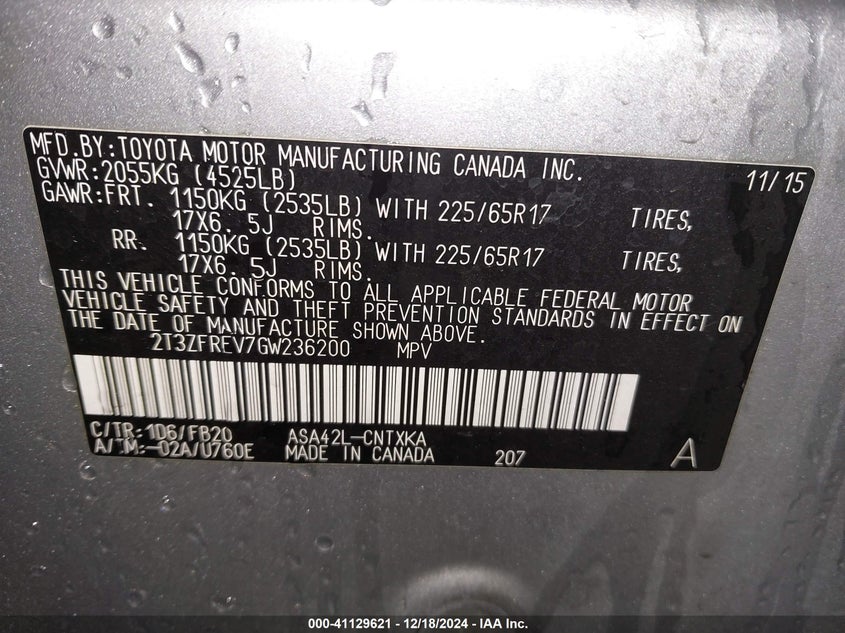 MFD.BY:TOYOTA MOTOR MANUFACTURING CANADA INC.
GVWR:2055KG (4525LB) 11/15
GAWR:FRT. 1150KG (2535LB) WITH 225/65R17 TIRES,
17X6. 5J RIMS.
RR. 1150KG (2535LB) WITH 225/65R17 TIRES,
17X6. 5J RIMS.
THIS VEHICLE CONFORMS TO ALL APPLICABLE FEDERAL MOTOR
VEHICLE SAFETY AND THEFT PREVENTION STANDARDS IN EFFECT ON
THE DATE OF MANUFACTURE SHOWN ABOVE.
2T3ZFREV7GW236200 MPV
C/TR:1D6/FB20 ASA42L-CNTXKA
A/TM:-02A/U760E MADE IN CANADA 207 A
000-41129621 – 12/18/2024 – IAA Inc.